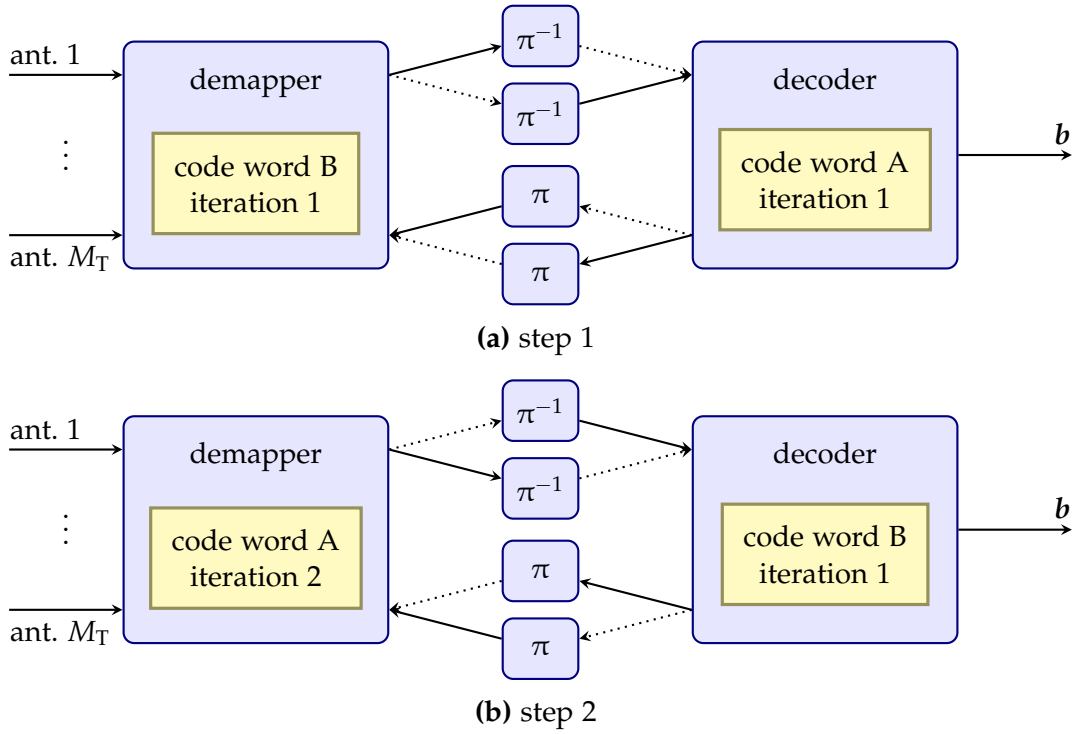 ant. 1
demapper
code word B
iteration 1
⋮
ant. M_T
π⁻¹
π⁻¹
π
π
decoder
code word A
iteration 1
b
(a) step 1
ant. 1
demapper
code word A
iteration 2
⋮
ant. M_T
π⁻¹
π⁻¹
π
π
decoder
code word B
iteration 1
b
(b) step 2